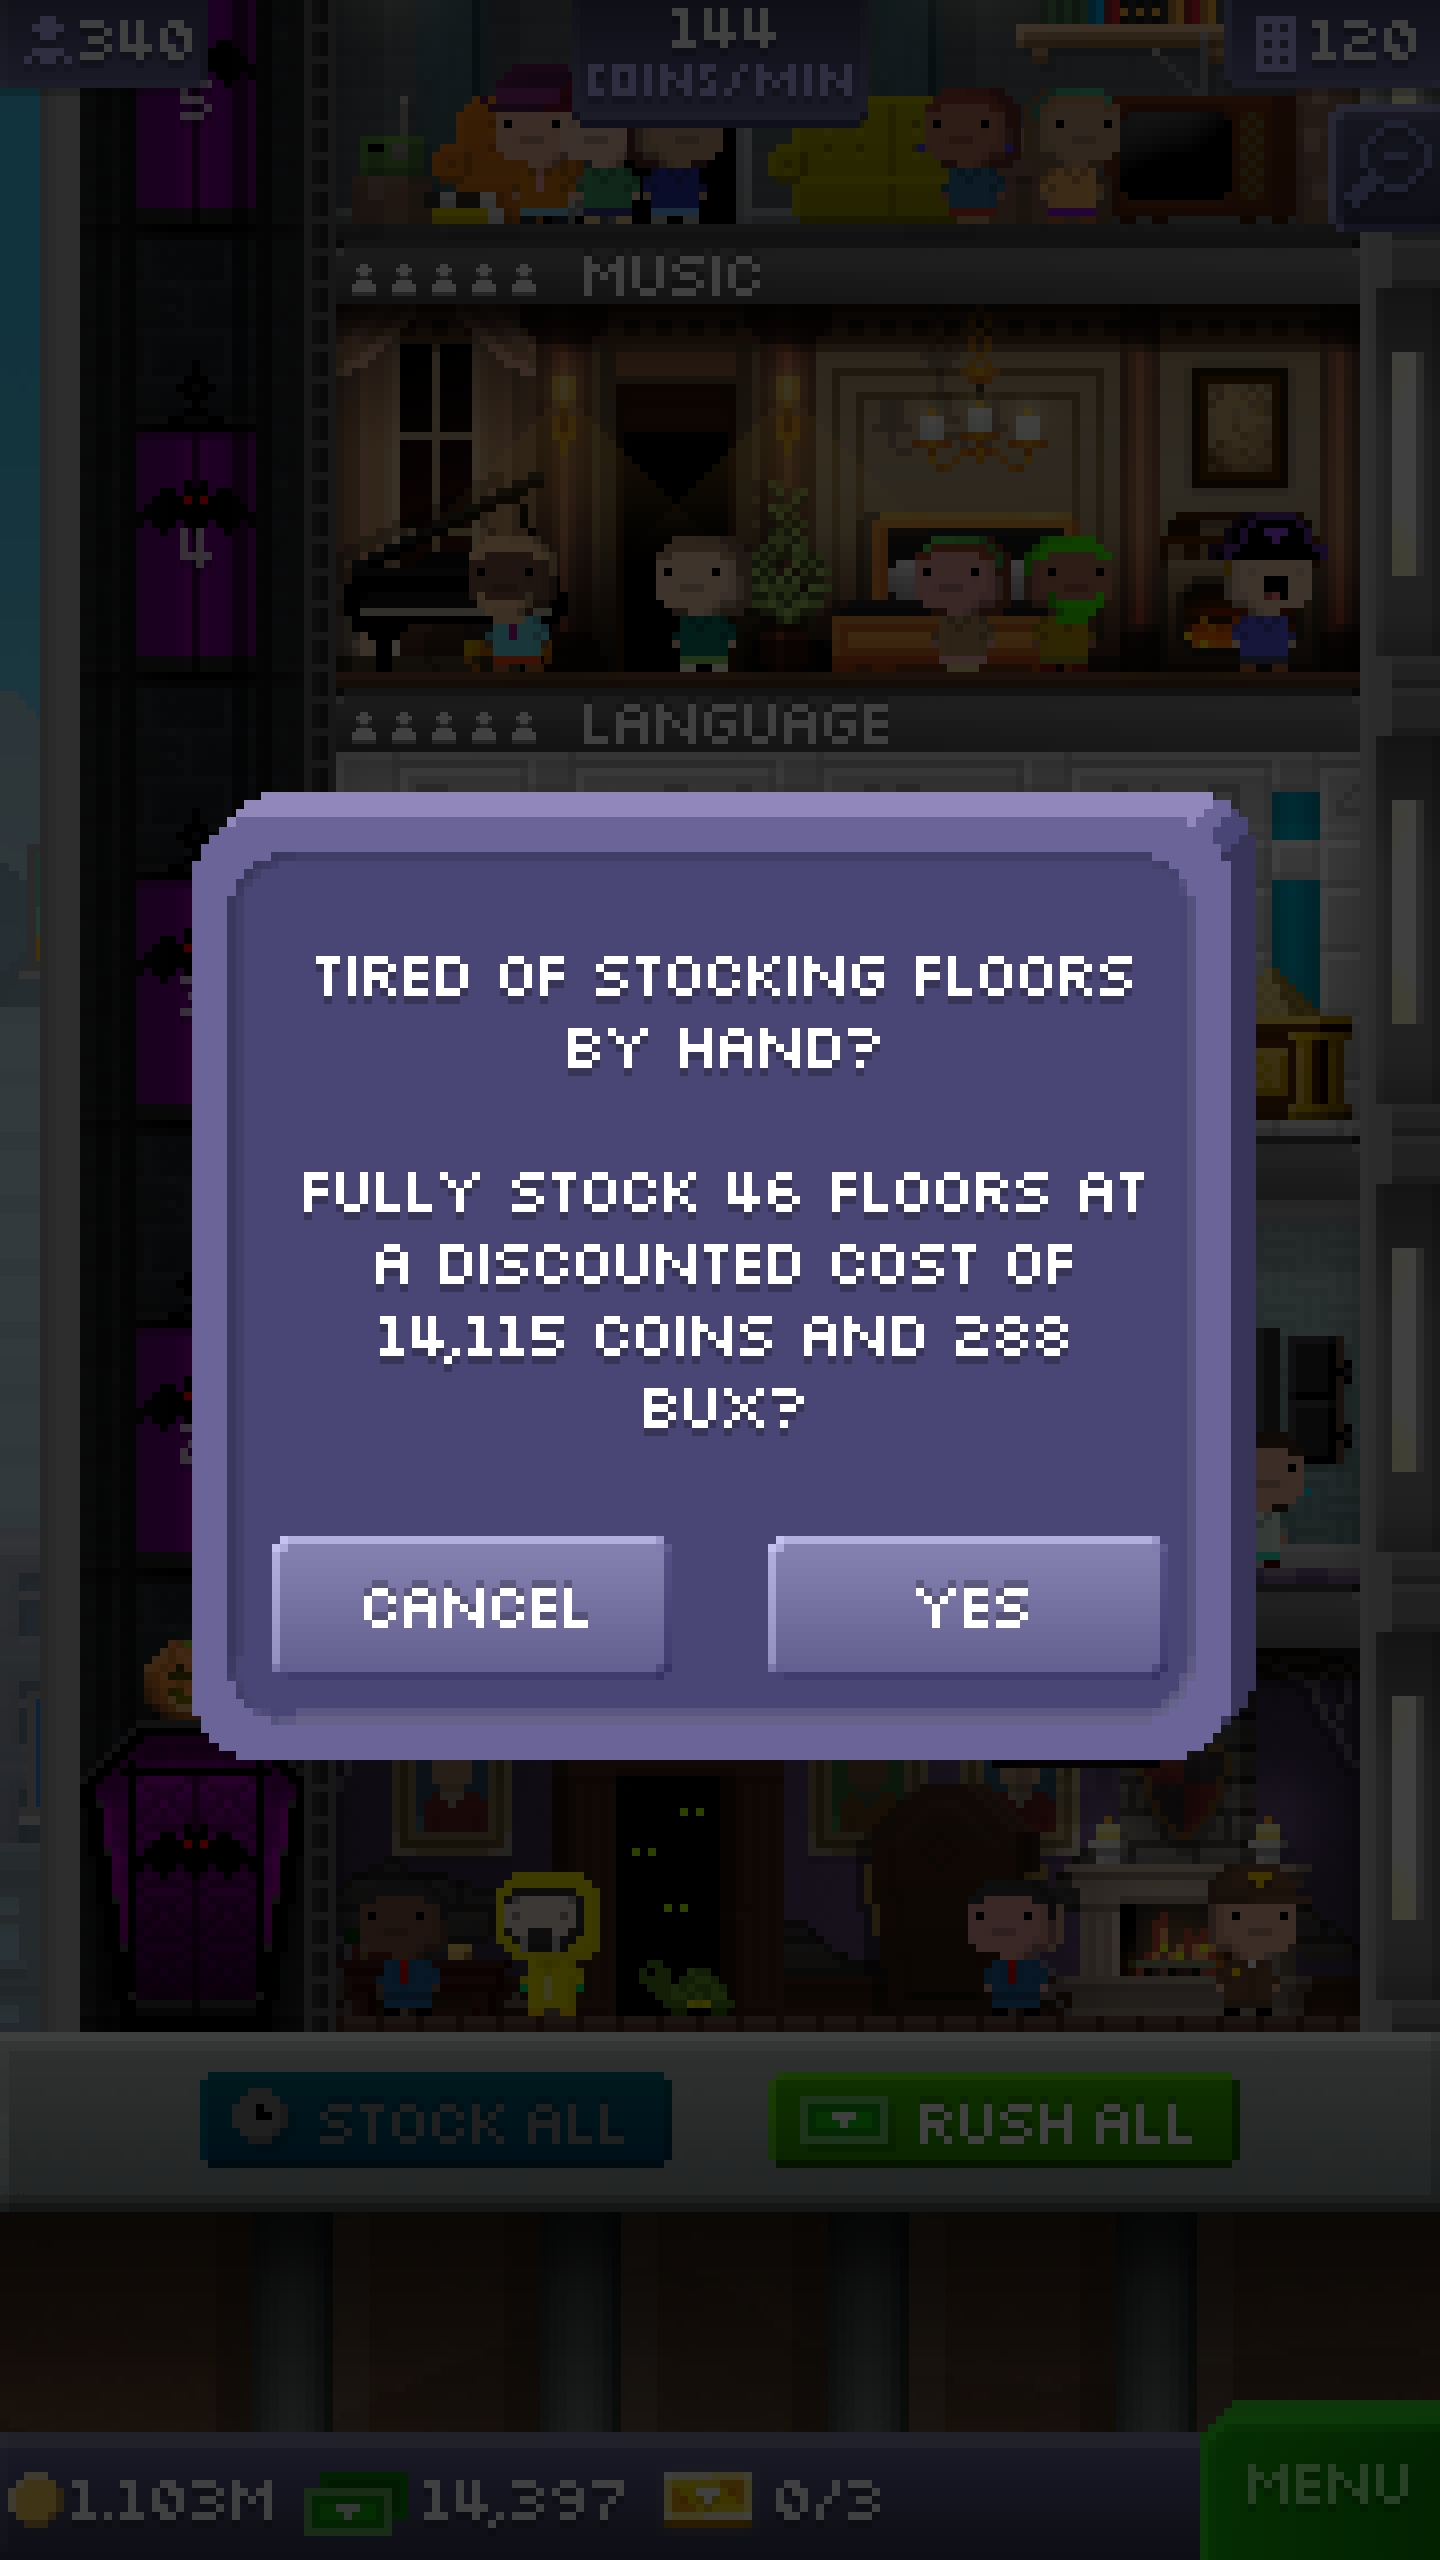 340
144
COINS/MIN
120
5
MUSIC
4
LANGUAGE
TIRED OF STOCKING FLOORS
BY HAND?
FULLY STOCK 46 FLOORS AT
A DISCOUNTED COST OF
14,115 COINS AND 288
BUX?
CANCEL
YES
STOCK ALL
RUSH ALL
1.103M
14,397
0/3
MENU